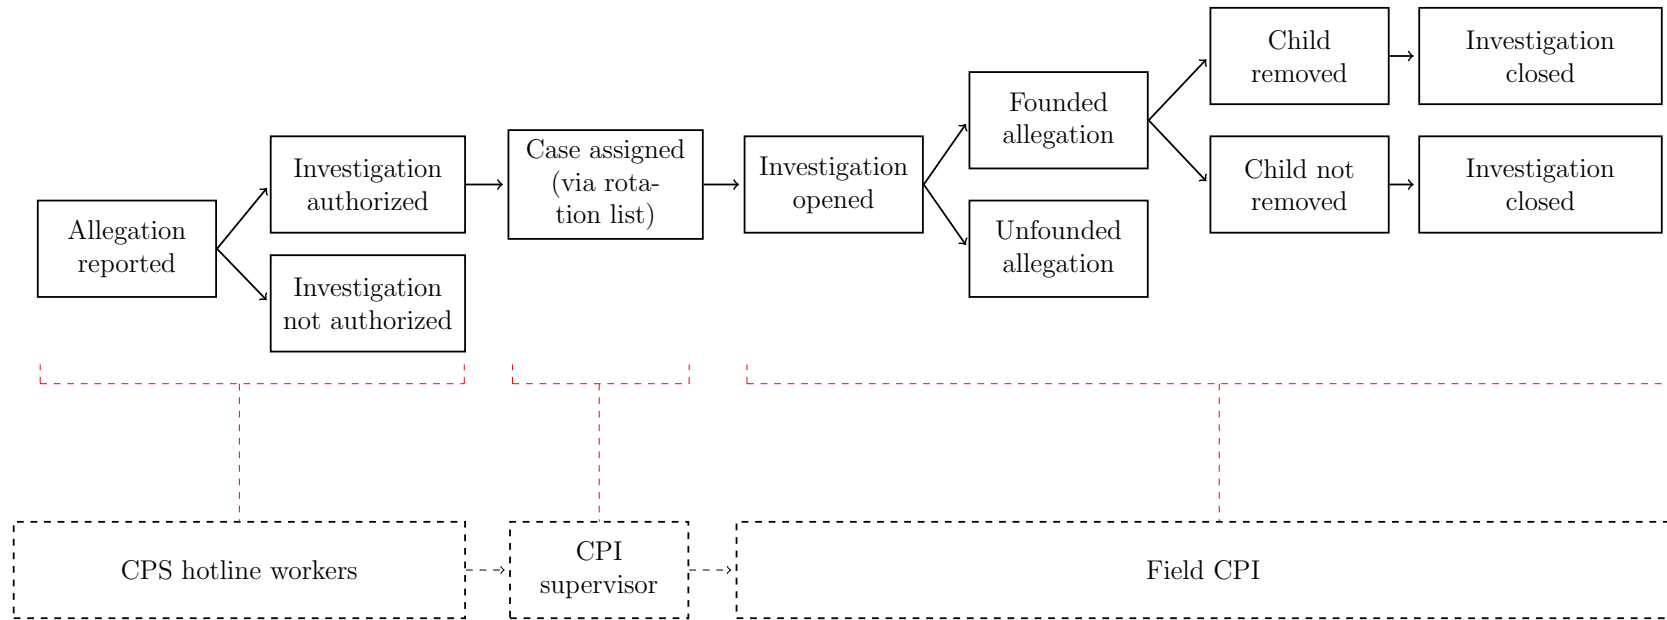 Allegation
reported
Investigation
authorized
Investigation
not authorized
Case assigned
(via rota-
tion list)
Investigation
opened
Founded
allegation
Unfounded
allegation
Child
removed
Investigation
closed
Child not
removed
Investigation
closed
CPS hotline workers
CPI
supervisor
Field CPI